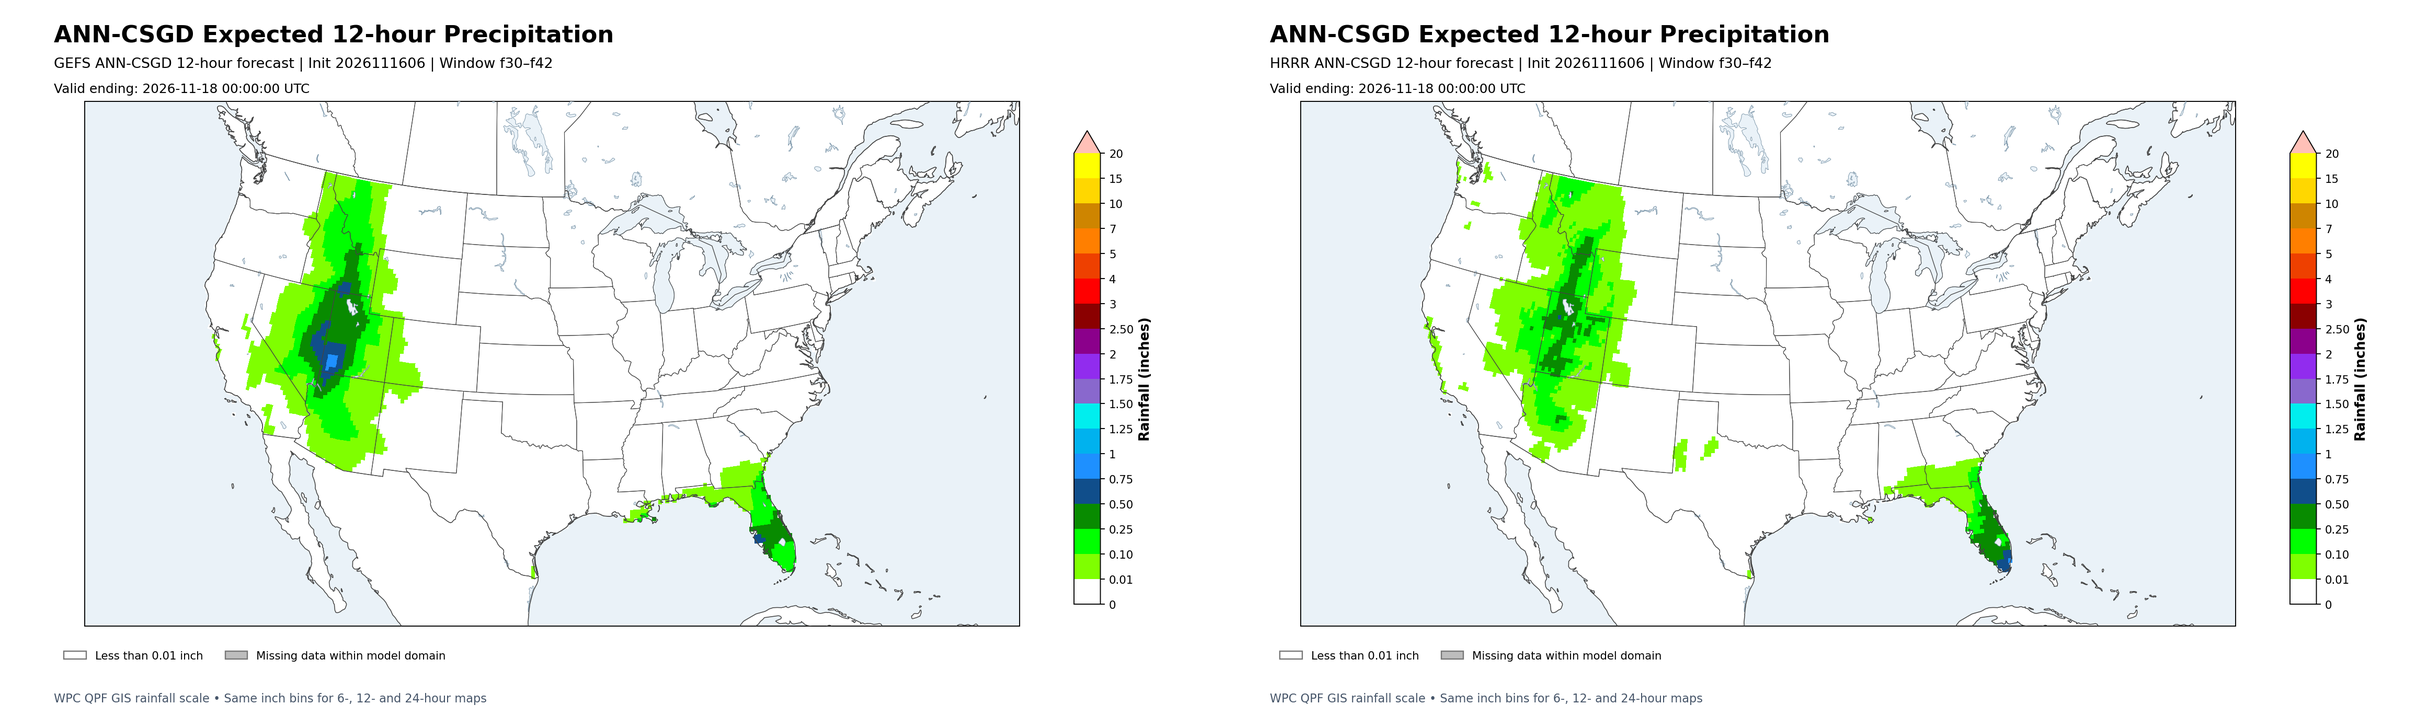 ANN-CSGD Expected 12-hour Precipitation
GEFS ANN-CSGD 12-hour forecast | Init 2026111606 | Window f30–f42
Valid ending: 2026-11-18 00:00:00 UTC
20
15
10
7
5
4
3
2.50
2
1.75
1.50
1.25
1
0.75
0.50
0.25
0.10
0.01
0
Rainfall (inches)
Less than 0.01 inch
Missing data within model domain
WPC QPF GIS rainfall scale • Same inch bins for 6-, 12- and 24-hour maps
ANN-CSGD Expected 12-hour Precipitation
HRRR ANN-CSGD 12-hour forecast | Init 2026111606 | Window f30–f42
Valid ending: 2026-11-18 00:00:00 UTC
20
15
10
7
5
4
3
2.50
2
1.75
1.50
1.25
1
0.75
0.50
0.25
0.10
0.01
0
Rainfall (inches)
Less than 0.01 inch
Missing data within model domain
WPC QPF GIS rainfall scale • Same inch bins for 6-, 12- and 24-hour maps